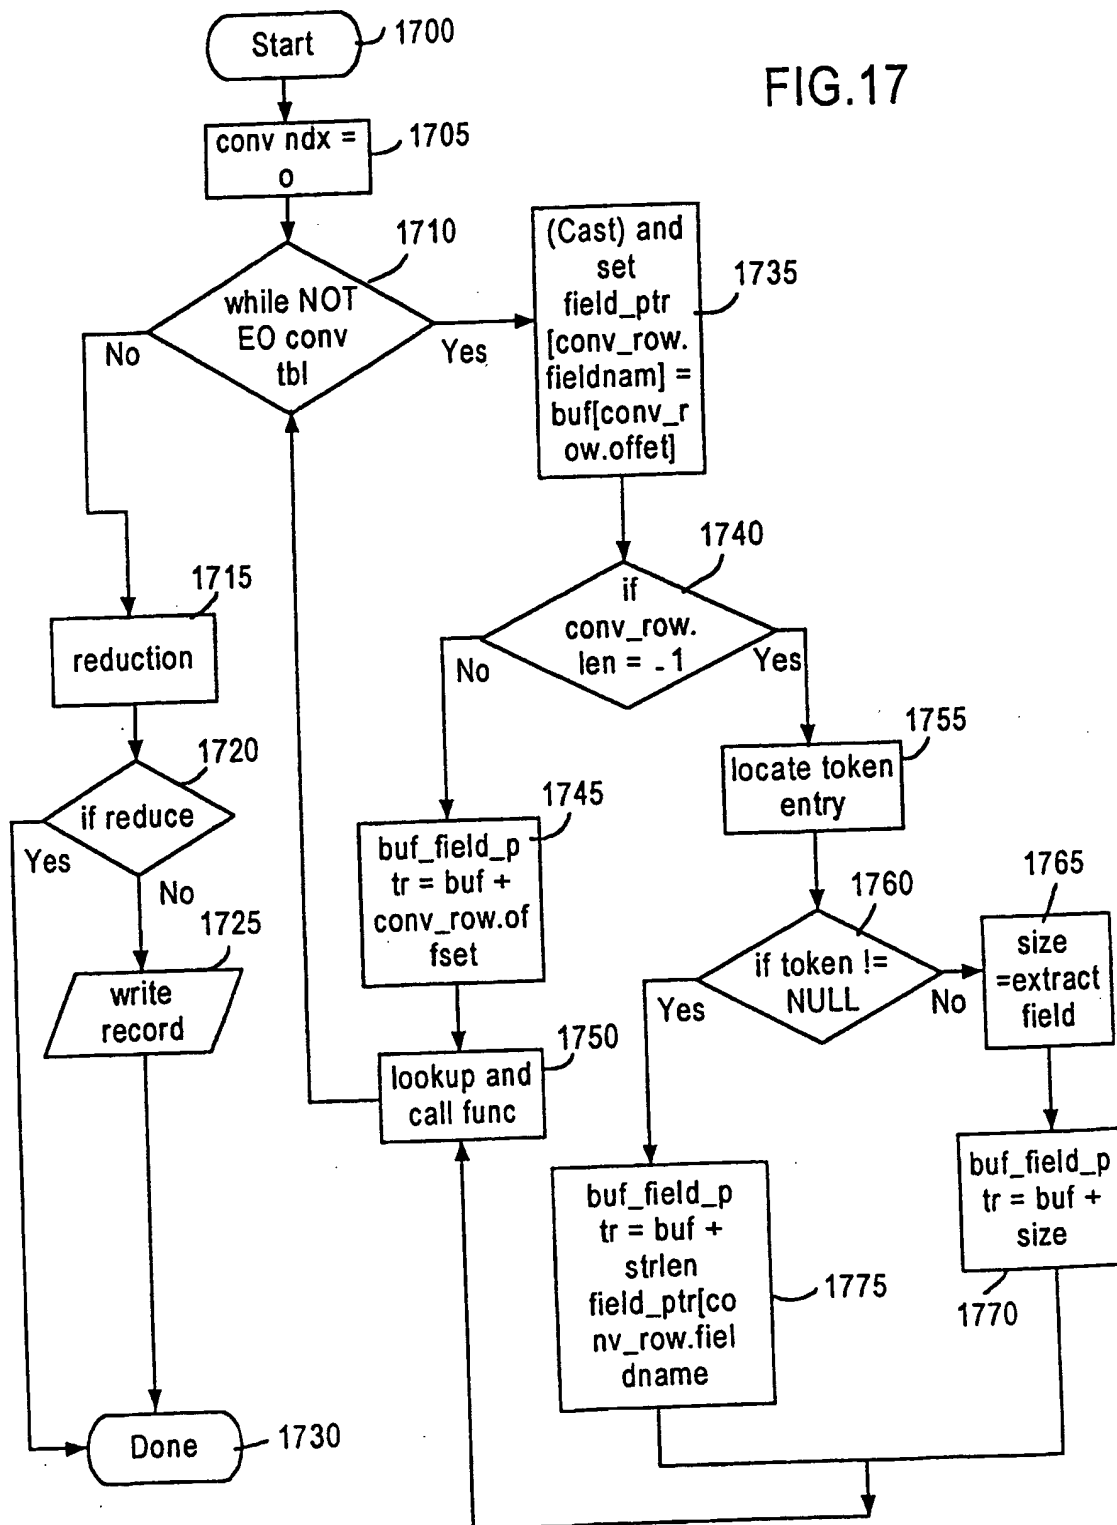 FIG.17
Start
1700
conv ndx =
o
1705
while NOT
EO conv
tbl
1710
No
Yes
(Cast) and
set
field_ptr
[conv_row.
fieldnam] =
buf[conv_r
ow.offet]
1735
if
conv_row.
len = - 1
1740
No
Yes
reduction
1715
if reduce
1720
Yes
No
write
record
1725
buf_field_p
tr = buf +
conv_row.of
fset
1745
lookup and
call func
1750
locate token
entry
1755
if token !=
NULL
1760
Yes
No
size
=extract
field
1765
buf_field_p
tr = buf +
size
1770
buf_field_p
tr = buf +
strlen
field_ptr[co
nv_row.fiel
dname
1775
Done
1730